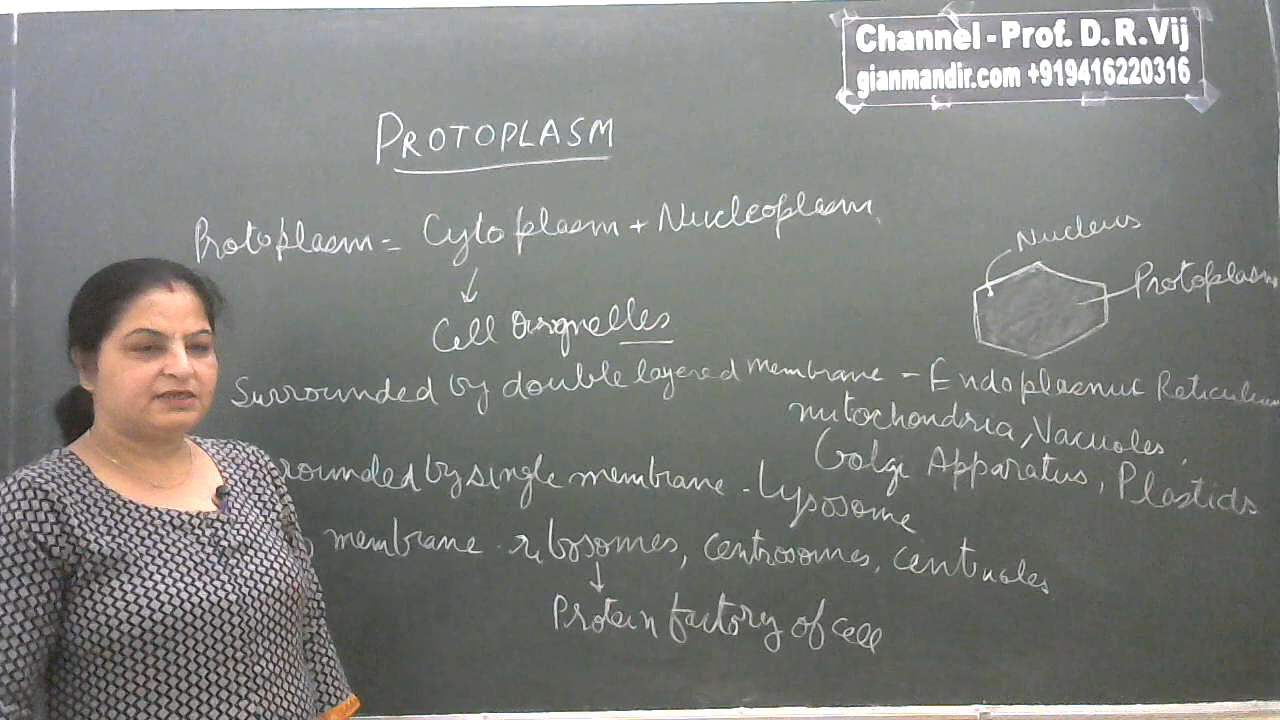 Channel - Prof. D. R. Vij
gianmandir.com +919416220316
PROTOPLASM
Protoplasm = Cytoplasm + Nucleoplasm
↓
Cell Organelles
Nucleus
Protoplasm
Surrounded by double layered membrane - Endoplasmic Reticulum
mitochondria, Vacuoles,
Golgi Apparatus, Plastids
rounded by single membrane - Lysosome
membrane - ribosomes, centrosomes, centrioles
↓
Protein factory of cell